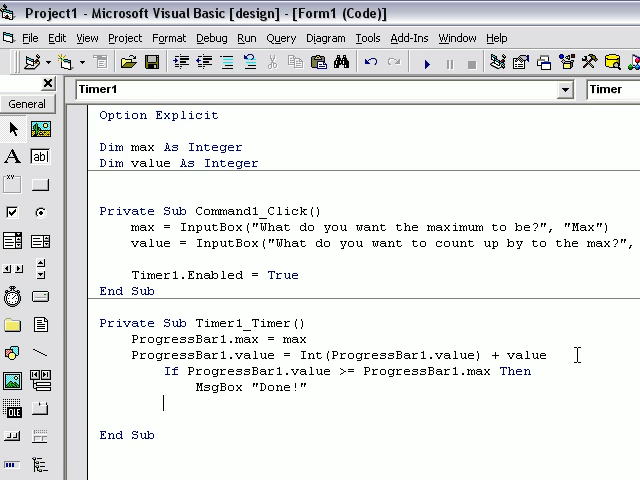 Project1 - Microsoft Visual Basic [design] - [Form1 (Code)]
File Edit View Project Format Debug Run Query Diagram Tools Add-Ins Window Help
General
Timer1
Timer
Option Explicit
Dim max As Integer
Dim value As Integer
Private Sub Command1_Click()
max = InputBox("What do you want the maximum to be?", "Max")
value = InputBox("What do you want to count up by to the max?",
Timer1.Enabled = True
End Sub
Private Sub Timer1_Timer()
ProgressBar1.max = max
ProgressBar1.value = Int(ProgressBar1.value) + value
If ProgressBar1.value >= ProgressBar1.max Then
MsgBox "Done!"
End Sub
A
ab|
XY
OLE